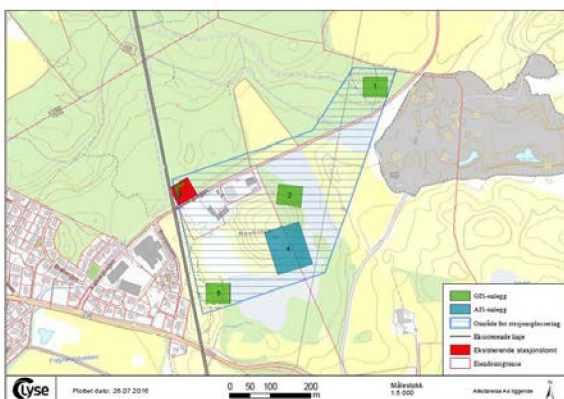 1
2
4
5
GIS-anlegg
AIS-anlegg
Område for stasjonsplassering
Eksisterende linje
Eksisterende stasjonstomt
Eiendomsgrense
Lyse
Plottet dato: 26.07.2016
0 50 100 200
m
Målestokk
1:5 000
N